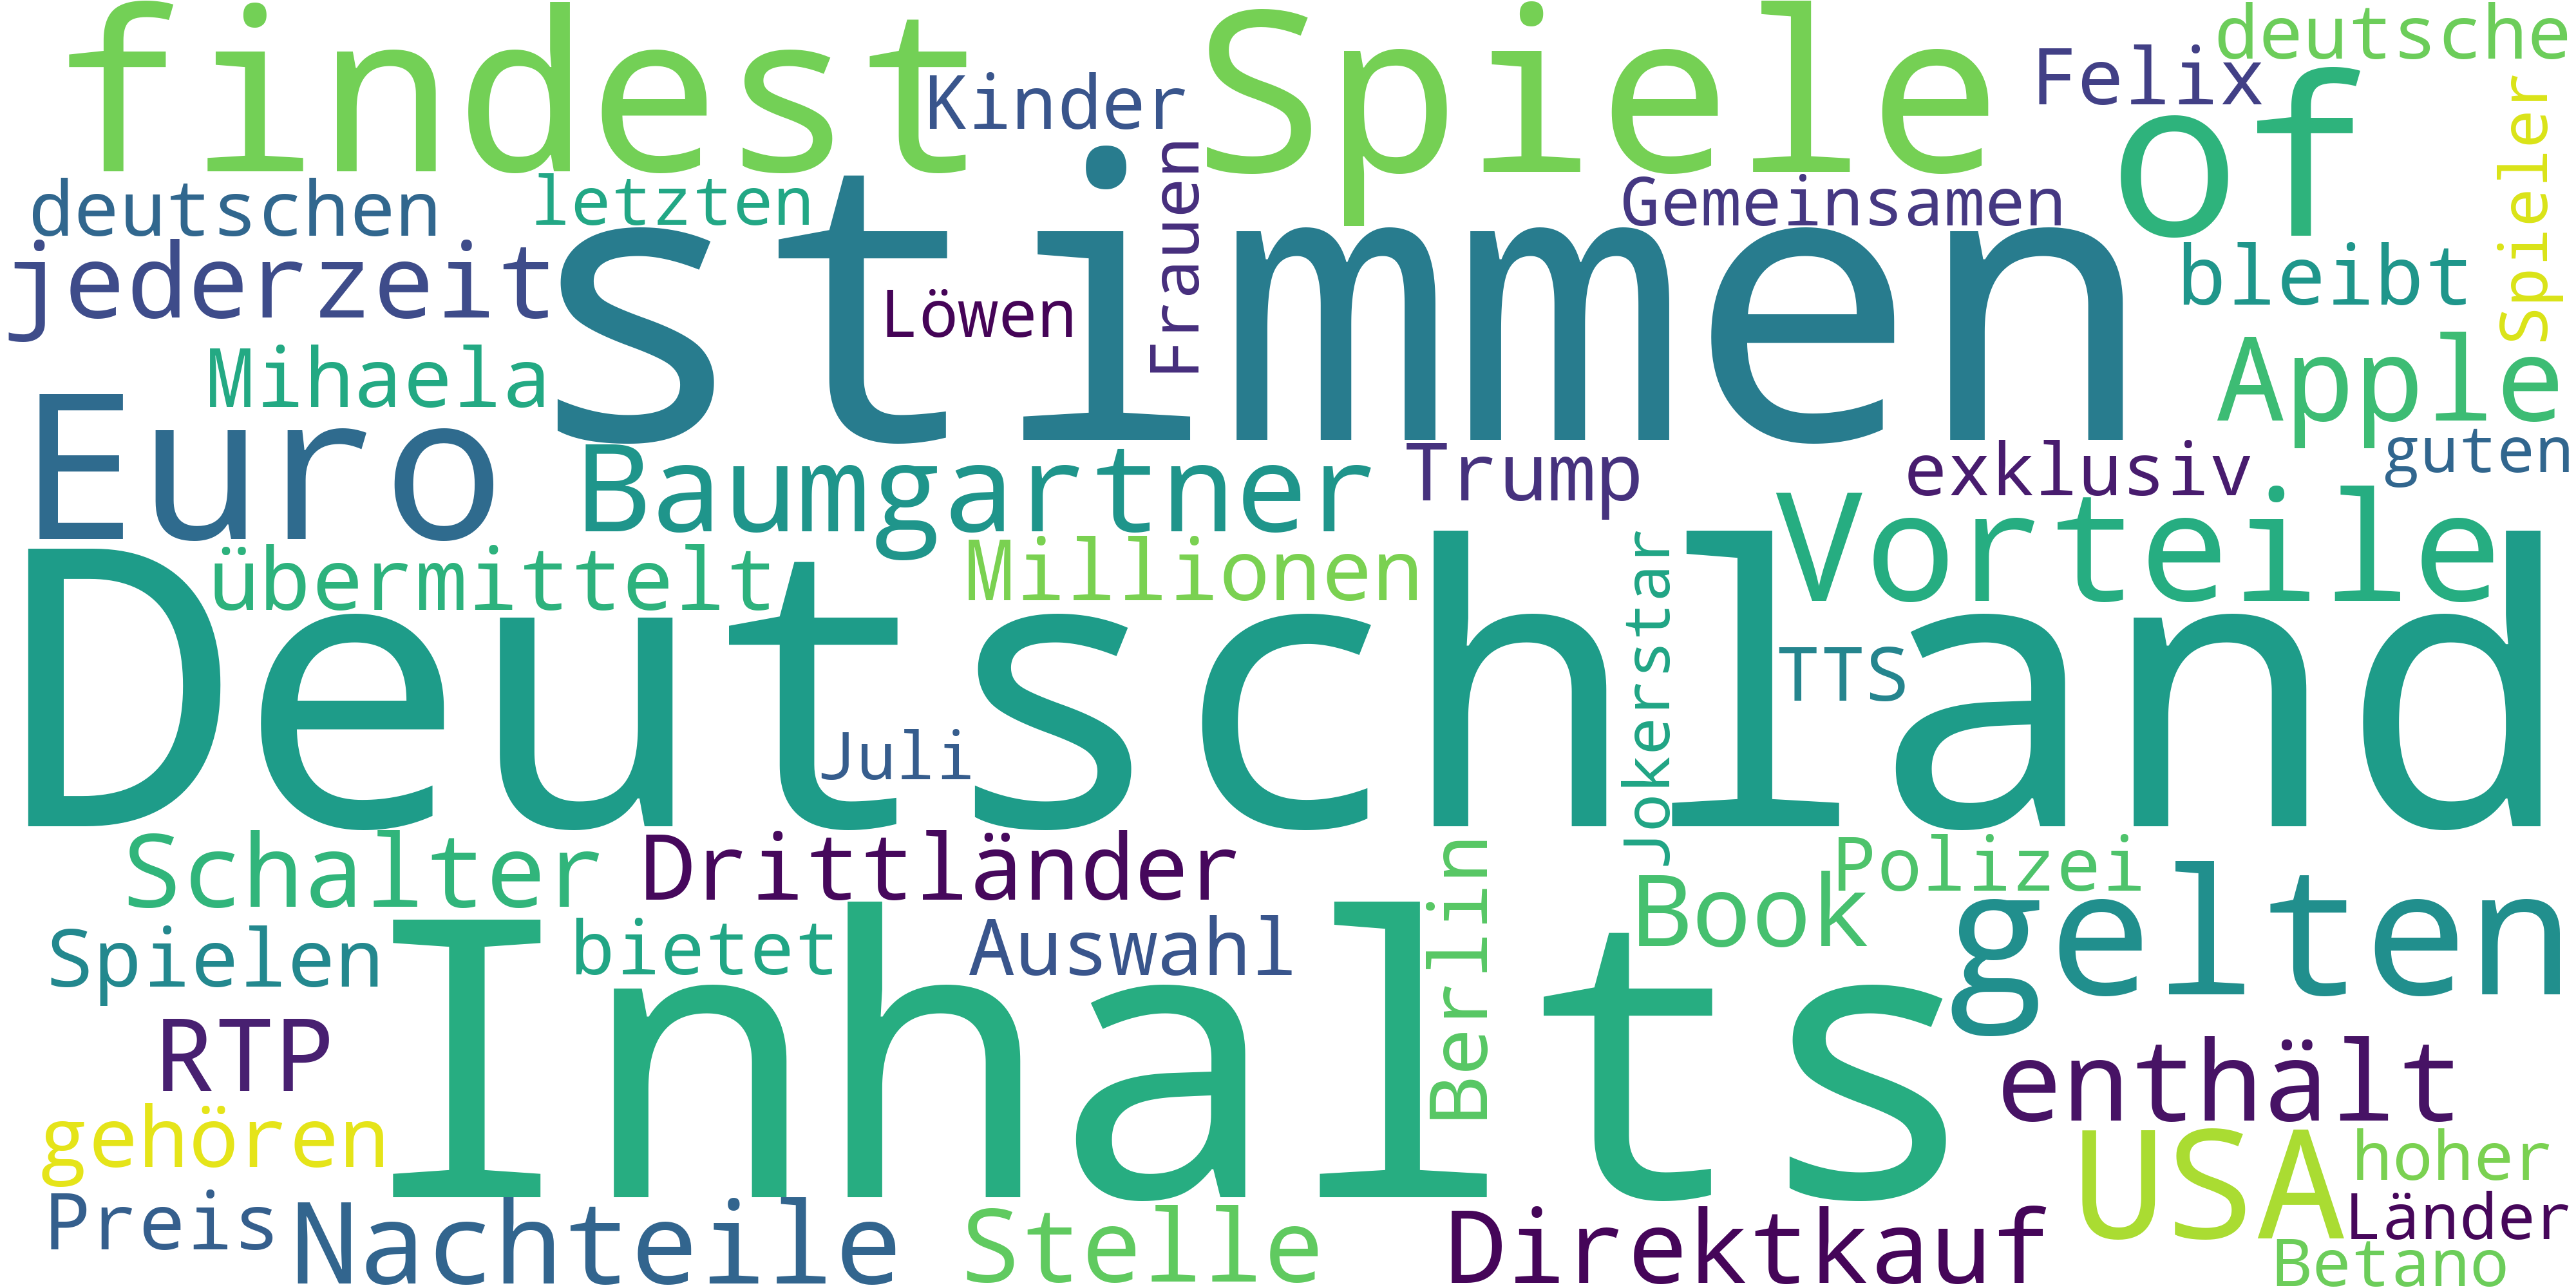 findest
Spiele
deutsche
Kinder
Felix
of
Spieler
deutschen
letzten
Frauen
Gemeinsamen
jederzeit
stimmen
bleibt
Löwen
Mihaela
Apple
Euro
Baumgartner
Trump
exklusiv
guten
Vorteile
übermittelt
Millionen
Jokerstar
Deutschland
TTS
Juli
Schalter
Drittländer
Berlin
Book
Polizei
gelten
Spielen
bietet
Auswahl
Inhalts
RTP
enthält
gehören
USA
hoher
Preis
Nachteile
Stelle
Direktkauf
Länder
Betano